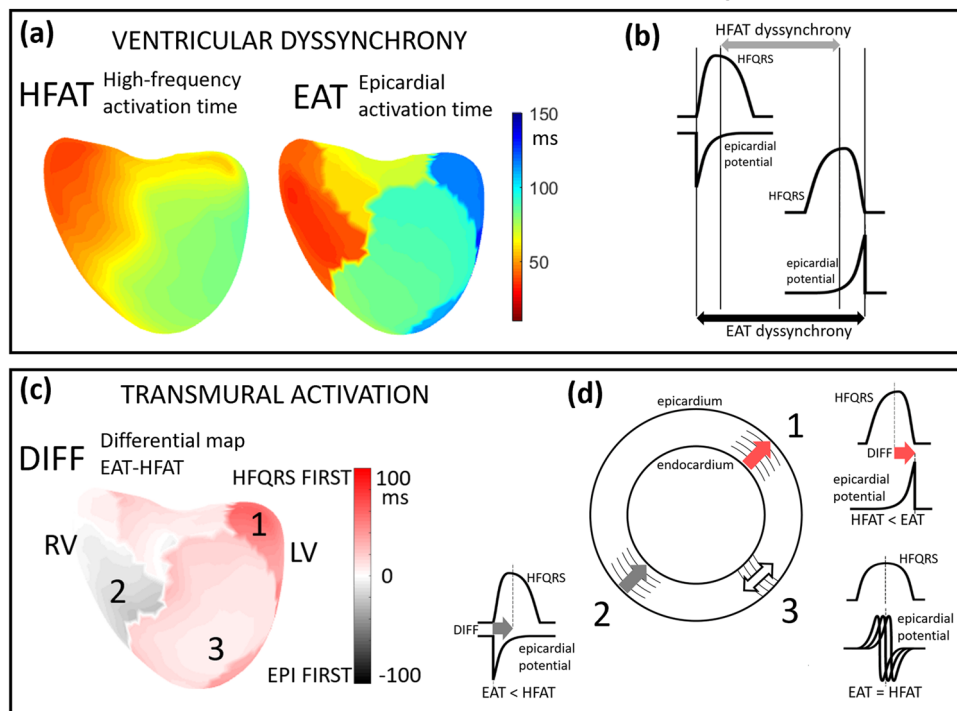 (a) VENTRICULAR DYSSYNCHRONY
HFAT High-frequency
activation time
EAT Epicardial
activation time
150
ms
100
50
(b)
HFAT dyssynchrony
HFQRS
epicardial
potential
HFQRS
epicardial
potential
EAT dyssynchrony
(c) TRANSMURAL ACTIVATION
DIFF Differential map
EAT-HFAT
HFQRS FIRST
100
ms
0
-100
EPI FIRST
RV
LV
1
2
3
(d)
epicardium
endocardium
1
2
3
HFQRS
DIFF
epicardial
potential
HFAT < EAT
HFQRS
DIFF
epicardial
potential
EAT < HFAT
HFQRS
epicardial
potential
EAT = HFAT